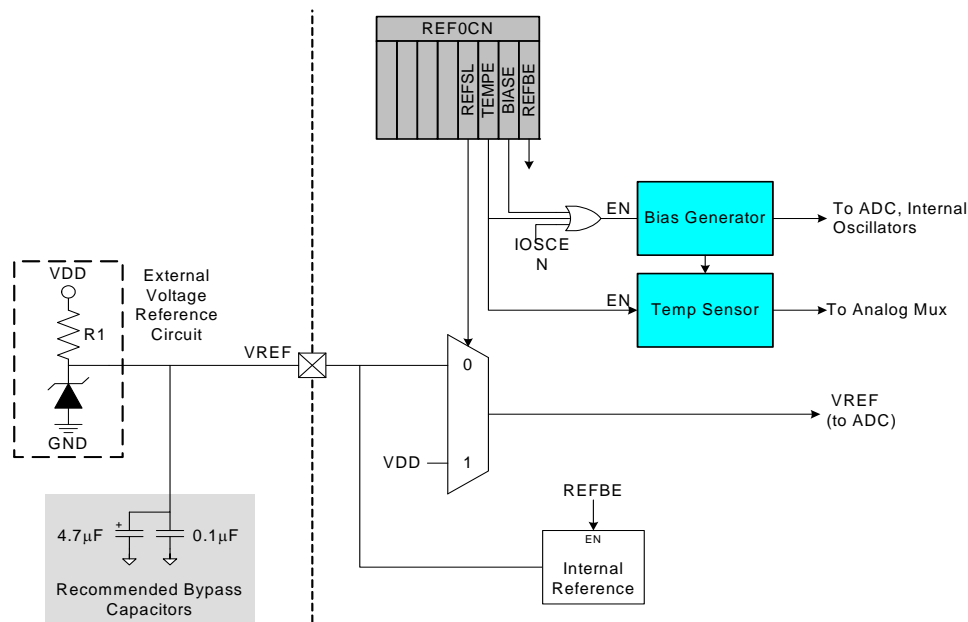 REF0CN
REFSL
TEMPE
BIASE
REFBE
EN
Bias Generator
To ADC, Internal
Oscillators
IOSCE
N
VDD
External
Voltage
Reference
Circuit
R1
GND
EN
Temp Sensor
To Analog Mux
VREF
0
VREF
(to ADC)
VDD
1
REFBE
EN
Internal
Reference
4.7μF
+
0.1μF
Recommended Bypass
Capacitors